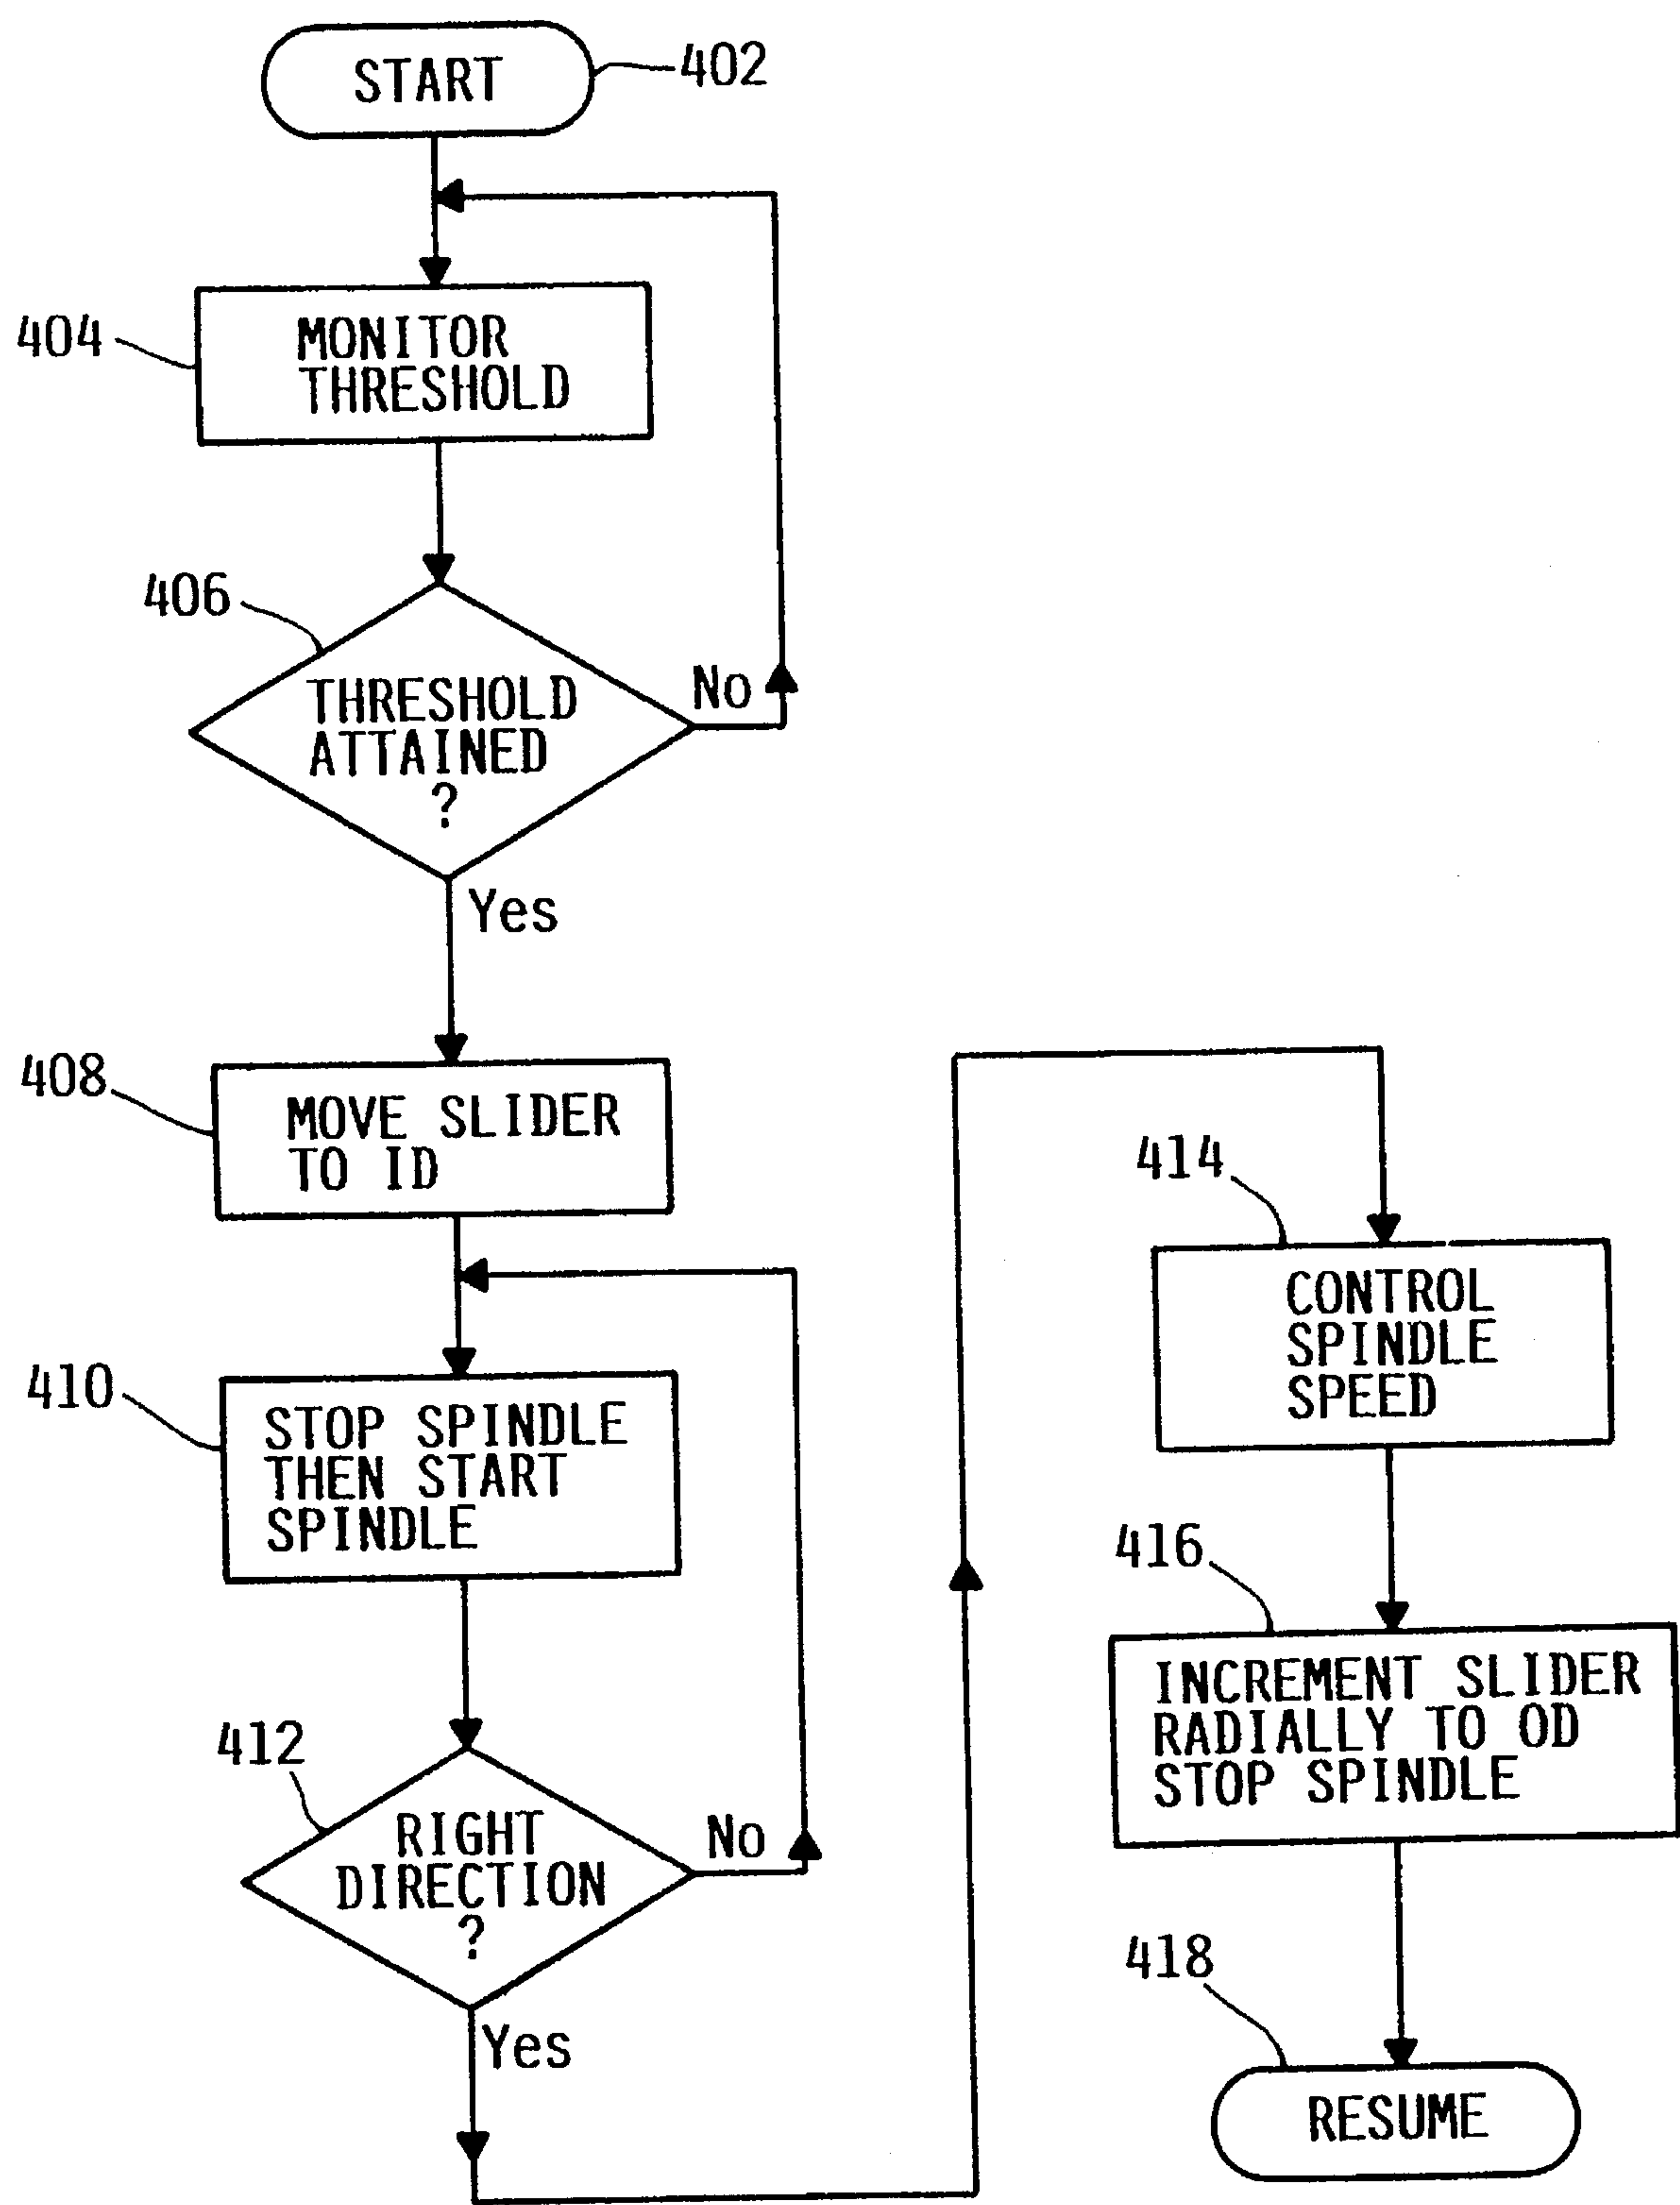 START
402
404
MONITOR
THRESHOLD
406
THRESHOLD
ATTAINED
?
No
Yes
408
MOVE SLIDER
TO ID
410
STOP SPINDLE
THEN START
SPINDLE
412
RIGHT
DIRECTION
?
No
Yes
414
CONTROL
SPINDLE
SPEED
416
INCREMENT SLIDER
RADIALLY TO OD
STOP SPINDLE
418
RESUME